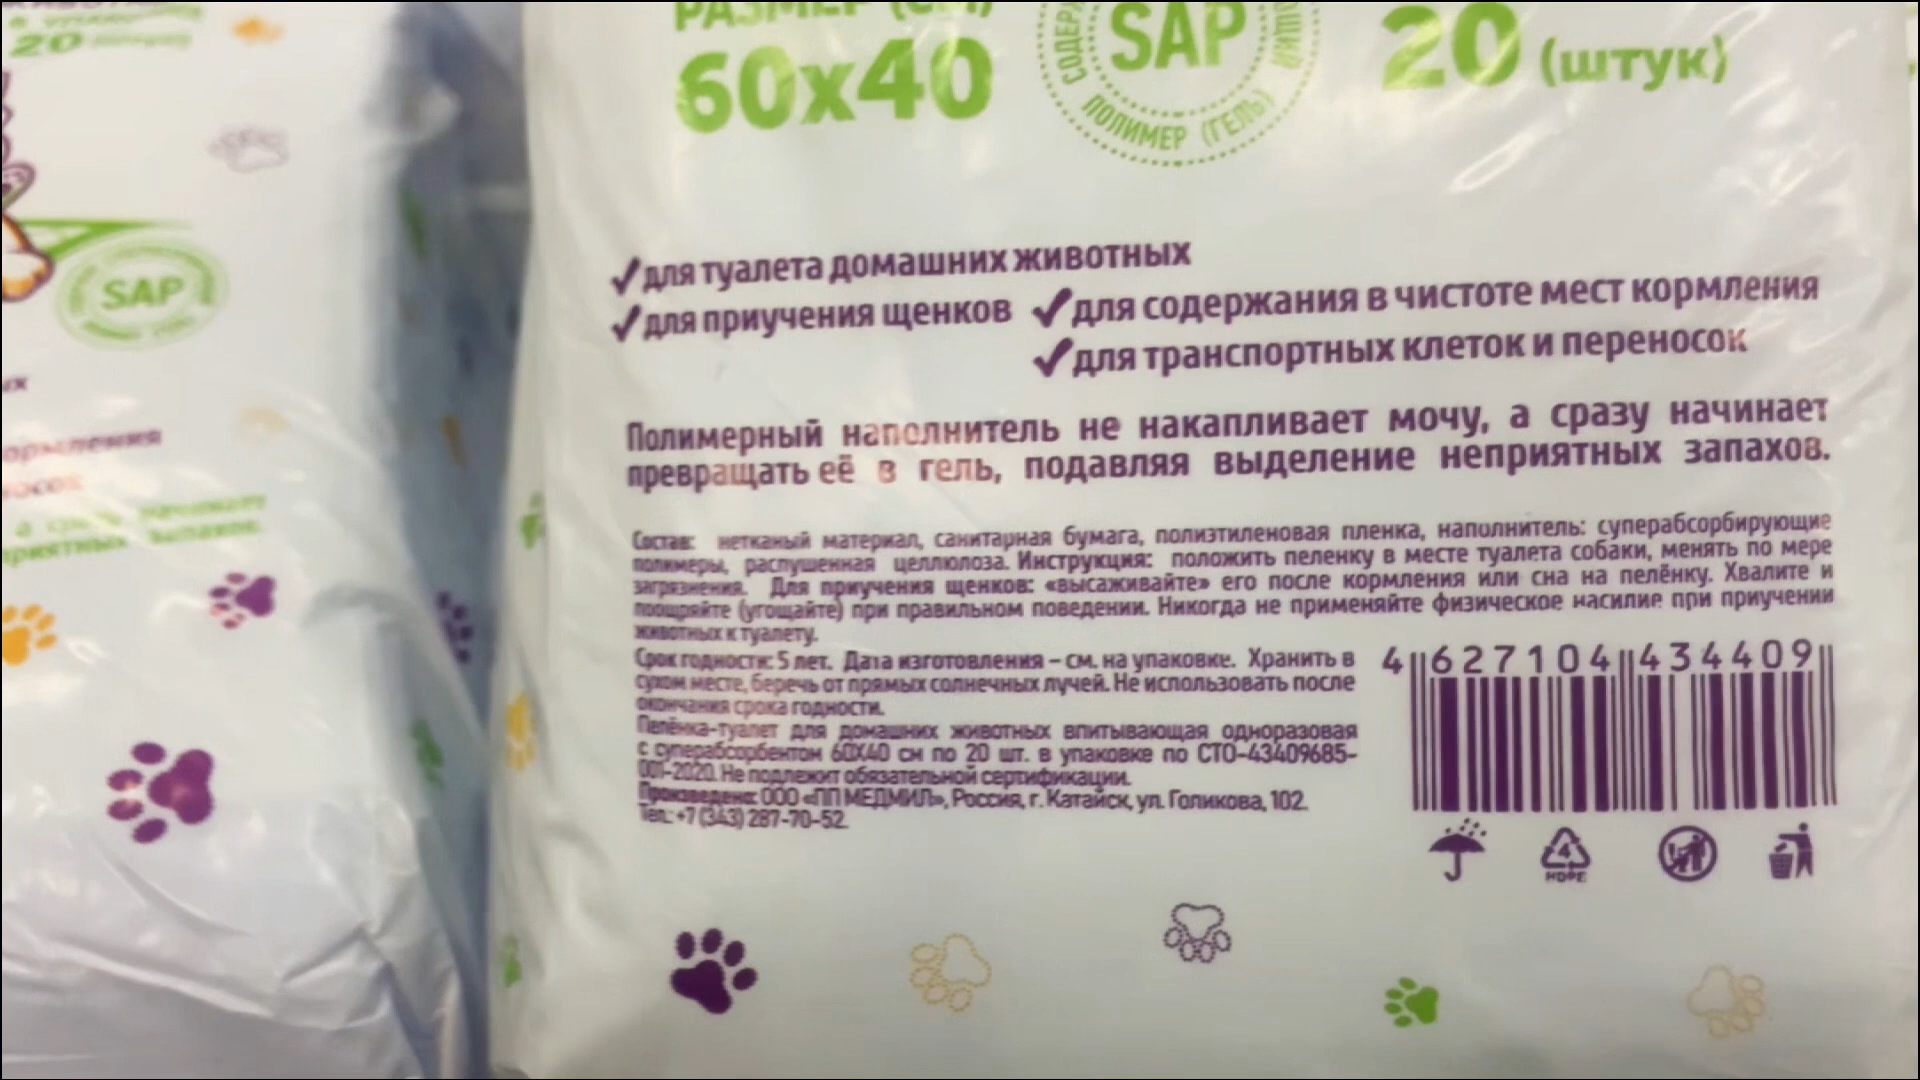 20
SAP
РАЗМЕР (СМ)
60х40
SAP
ПОЛИМЕР (ГЕЛЬ)
20 (штук)
для туалета домашних животных
для приучения щенков
для содержания в чистоте мест кормления
для транспортных клеток и переносок
Полимерный наполнитель не накапливает мочу, а сразу начинает
превращать её в гель, подавляя выделение неприятных запахов.
Состав: нетканый материал, санитарная бумага, полиэтиленовая пленка, наполнитель: суперабсорбирующие
полимеры, распушенная целлюлоза. Инструкция: положить пеленку в месте туалета собаки, менять по мере
загрязнения. Для приучения щенков: «высаживайте» его после кормления или сна на пелёнку. Хвалите и
поощряйте (угощайте) при правильном поведении. Никогда не применяйте физическое насилие при приучении
животных к туалету.
Срок годности: 5 лет. Дата изготовления – см. на упаковке. Хранить в
сухом месте, беречь от прямых солнечных лучей. Не использовать после
окончания срока годности.
Пелёнка-туалет для домашних животных впитывающая одноразовая
с суперабсорбентом 60Х40 см по 20 шт. в упаковке по СТО-43409685-
001-2020. Не подлежит обязательной сертификации.
Произведено: ООО «ПП МЕДМИЛ», Россия, г. Катайск, ул. Голикова, 102.
Тел.: +7 (343) 287-70-52
4 627104 434409
4
HDPE